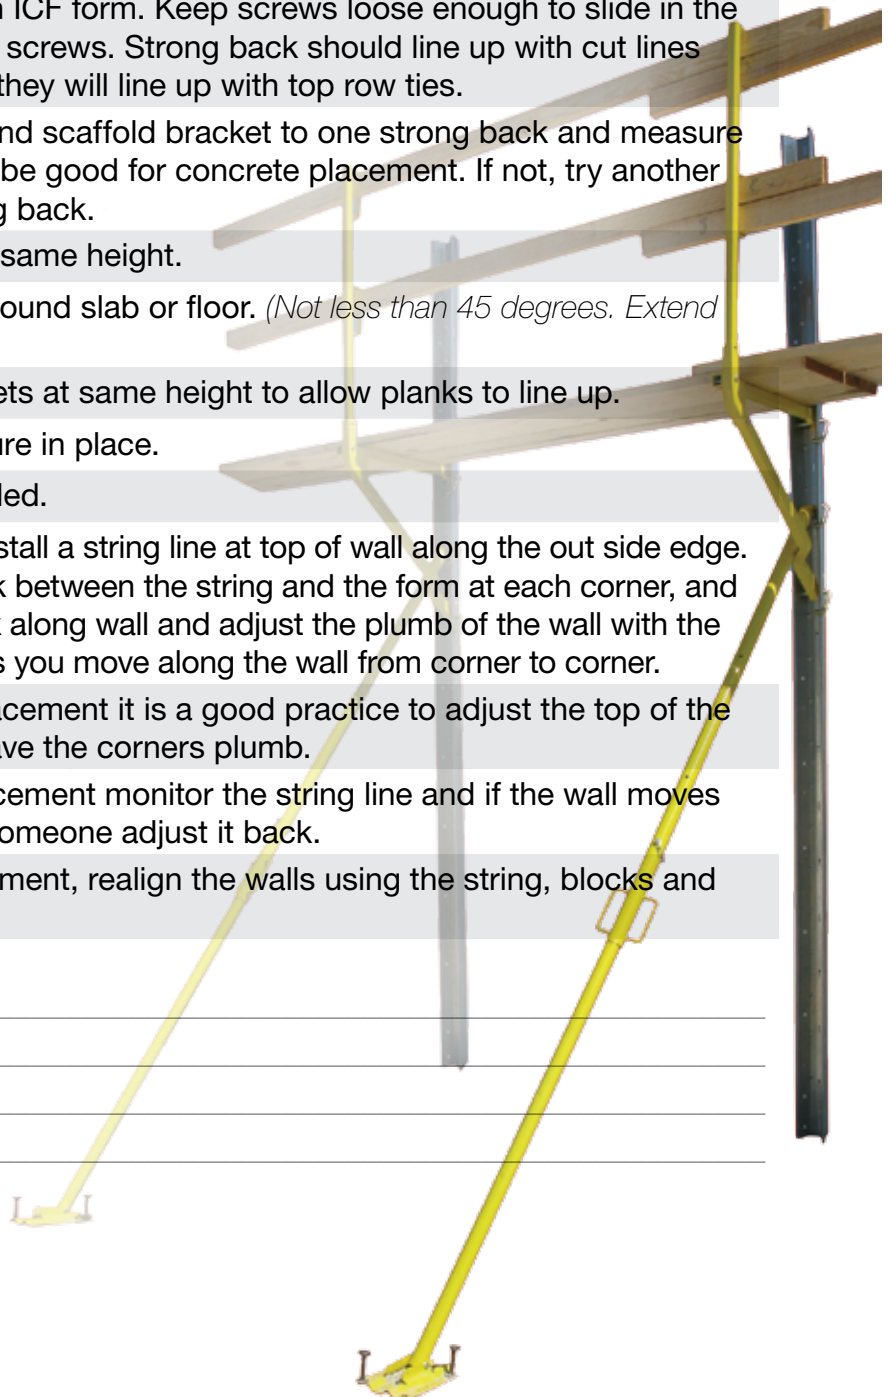 n ICF form. Keep screws loose enough to slide in the
screws. Strong back should line up with cut lines
they will line up with top row ties.
nd scaffold bracket to one strong back and measure
be good for concrete placement. If not, try another
g back.
same height.
ound slab or floor. (Not less than 45 degrees. Extend
ets at same height to allow planks to line up.
ure in place.
led.
stall a string line at top of wall along the out side edge.
k between the string and the form at each corner, and
k along wall and adjust the plumb of the wall with the
s you move along the wall from corner to corner.
acement it is a good practice to adjust the top of the
ave the corners plumb.
cement monitor the string line and if the wall moves
omeone adjust it back.
ment, realign the walls using the string, blocks and